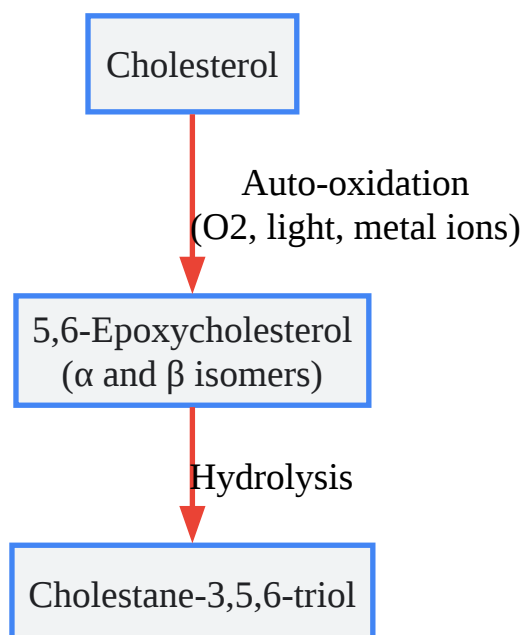 Cholesterol
Auto-oxidation
(O2, light, metal ions)
5,6-Epoxycholesterol
(α and β isomers)
Hydrolysis
Cholestane-3,5,6-triol